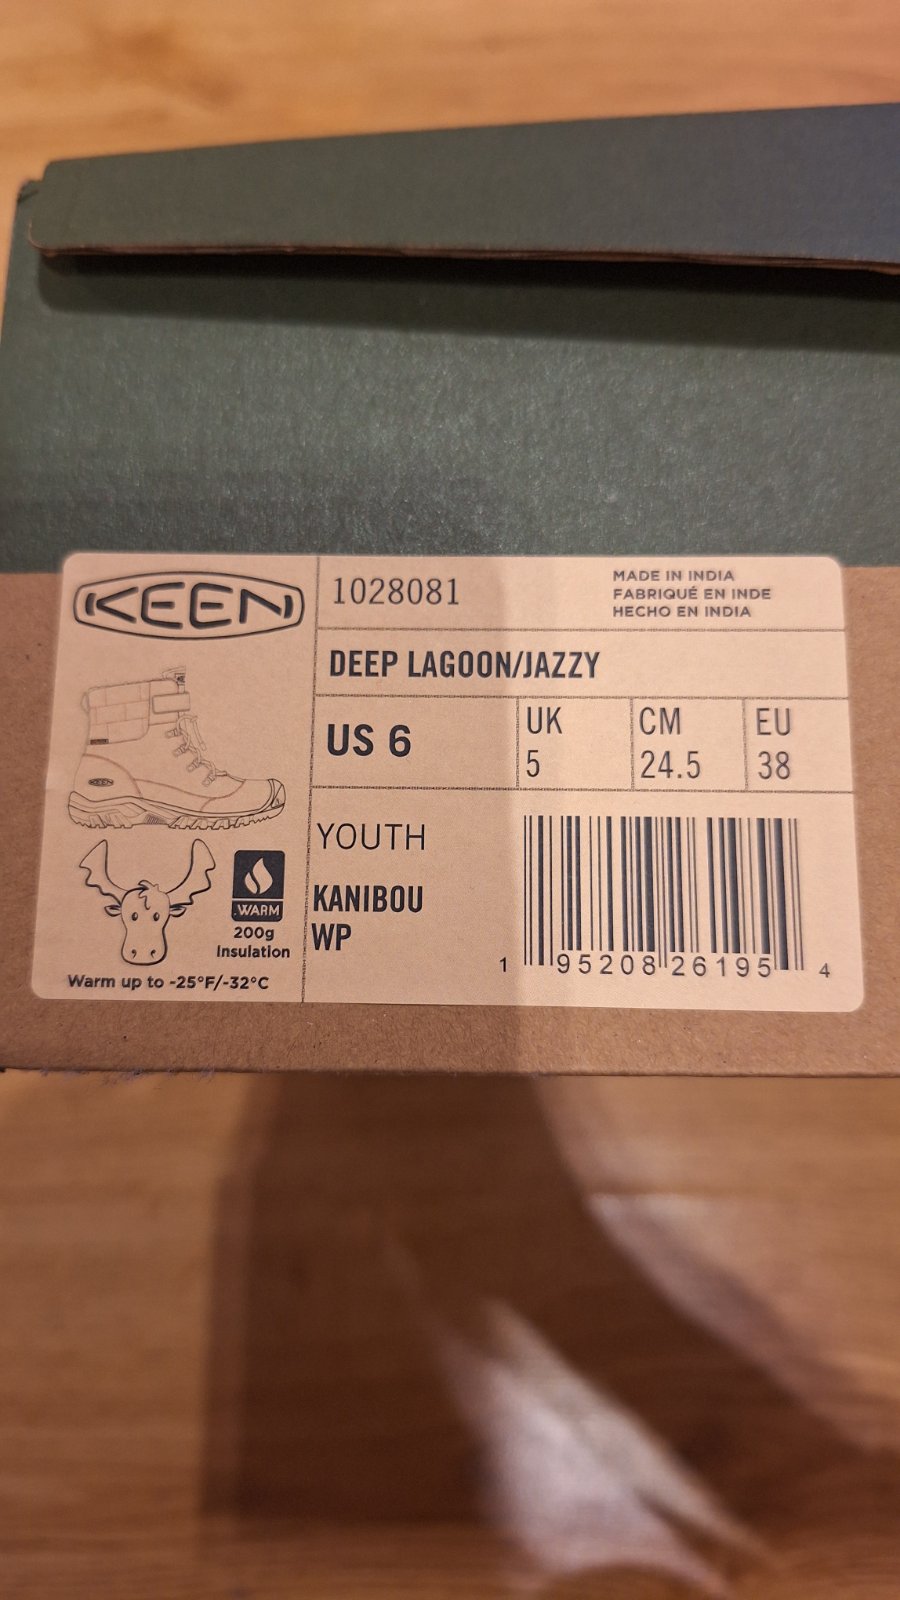 KEEN
1028081
MADE IN INDIA
FABRIQUÉ EN INDE
HECHO EN INDIA
DEEP LAGOON/JAZZY
US 6
UK
5
CM
24.5
EU
38
KEEN
YOUTH
KANIBOU
WP
.WARM
200g
Insulation
Warm up to -25°F/-32°C
1 95208 26195 4